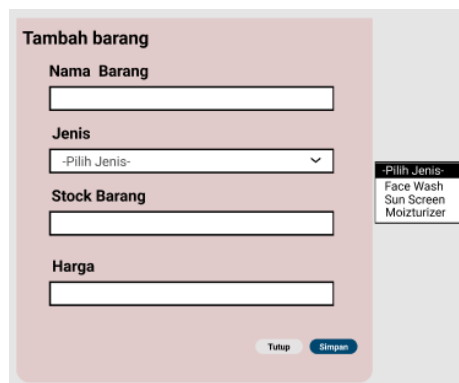 Tambah barang
Nama Barang
Jenis
-Pilih Jenis-
Stock Barang
Harga
Tutup Simpan
-Pilih Jenis-
Face Wash
Sun Screen
Moizturizer